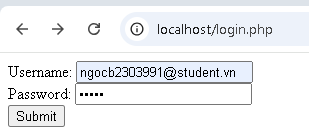 localhost/login.php
Username: ngocb2303991@student.vn
Password: •••••
Submit